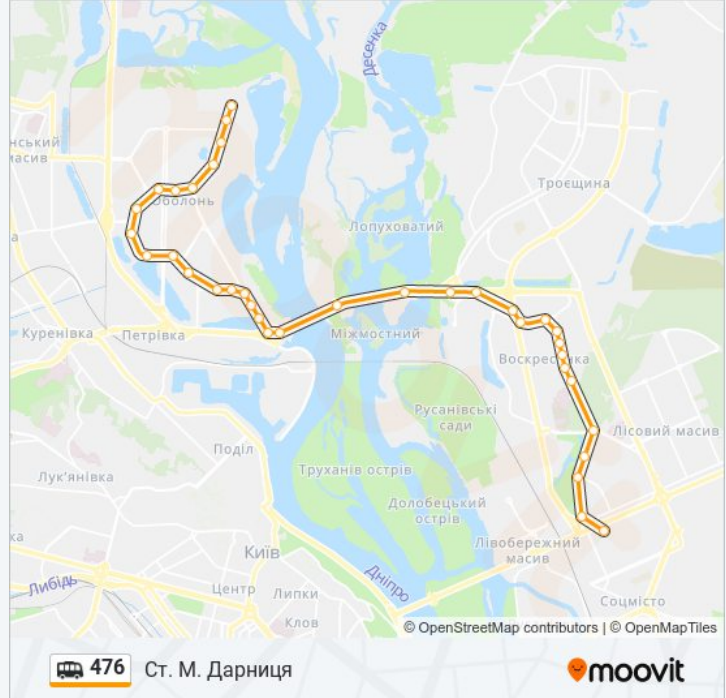 Десенка
нський
масив
Троєщина
Оболонь
а
Лопуховатий
Куренівка
Петрівка
Міжмостний
Воскресенка
Русанівські
сади
Лісовий масив
Поділ
Труханів острів
Лук'янівка
Долобецький
острів
ка
Київ
Лівобережний
масив
Либідь
Центр
Липки
Дніпро
Соцмісто
Клов
© OpenStreetMap contributors | © OpenMapTiles
476
Ст. М. Дарниця
moovit